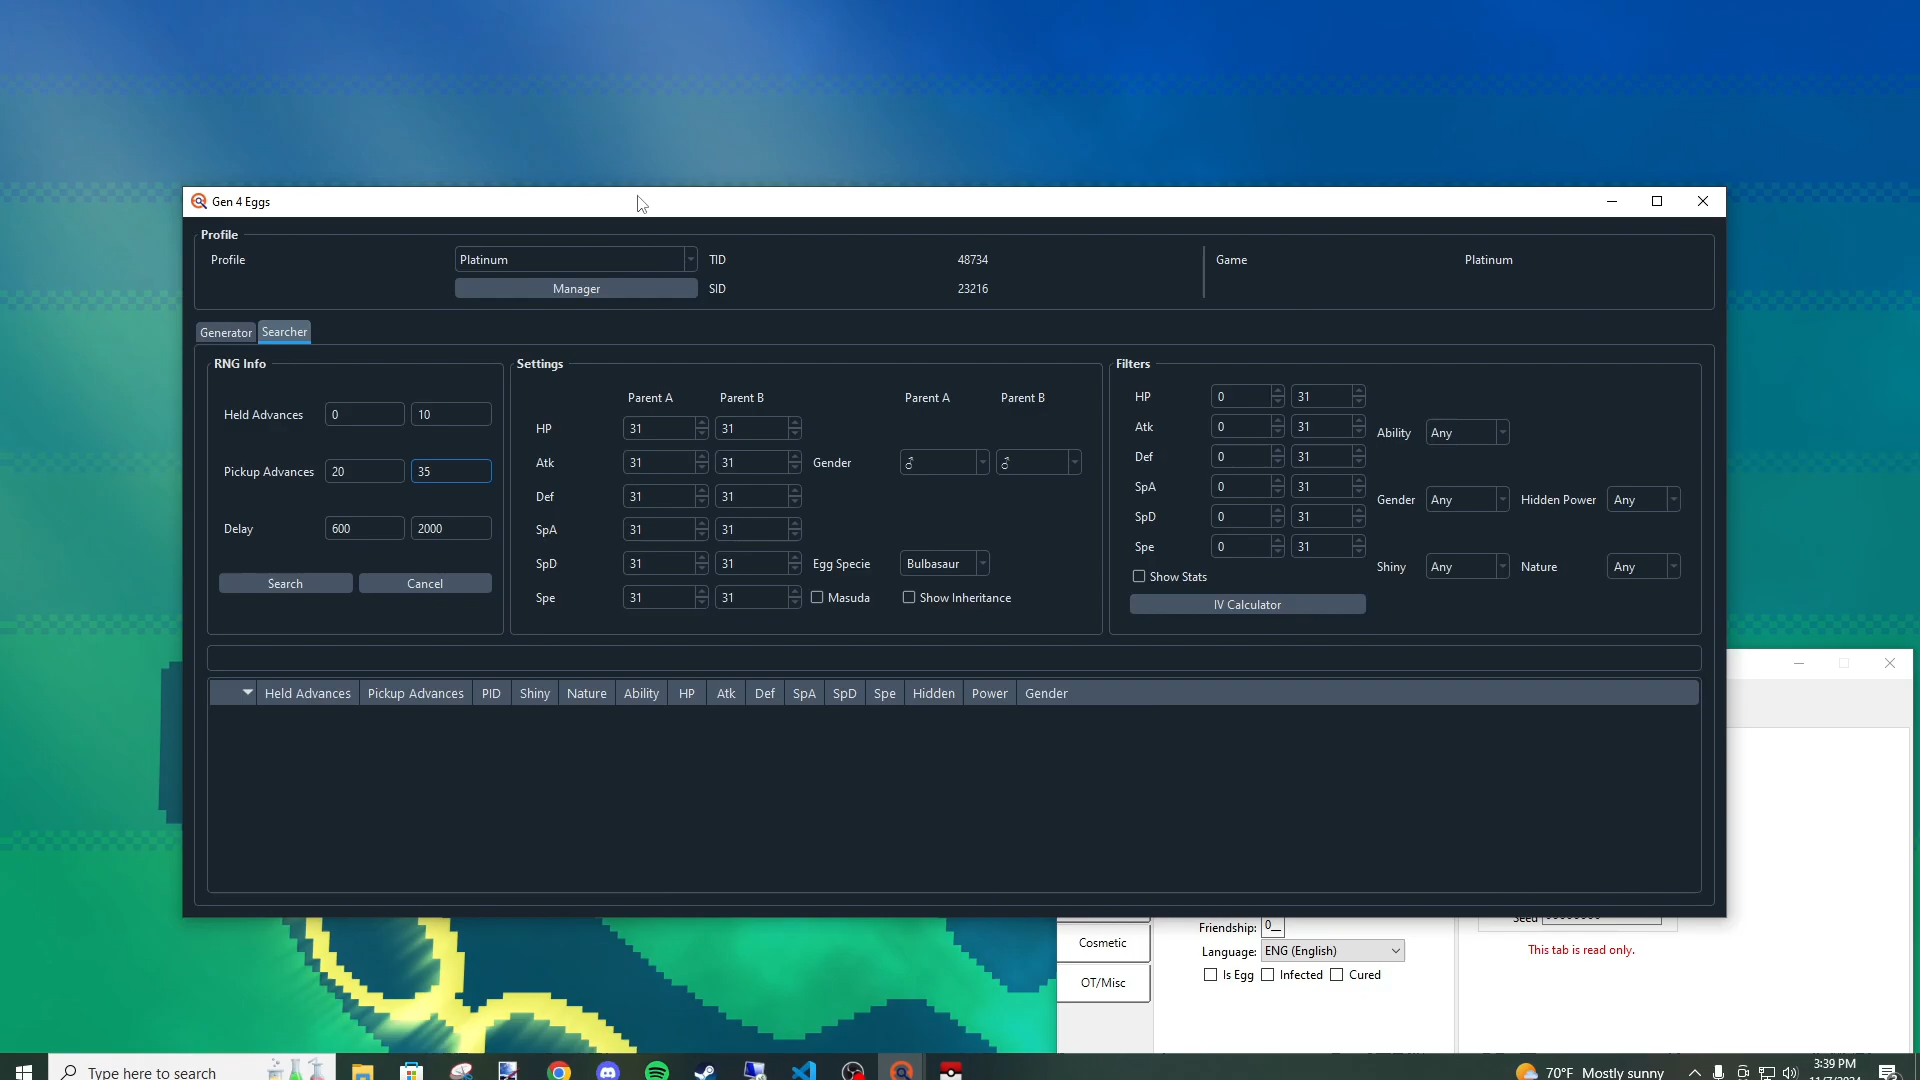 Gen 4 Eggs
Profile
Profile Platinum TID 48734 Game Platinum
Manager SID 23216
Generator Searcher
RNG Info Settings Filters
Parent A Parent B Parent A Parent B
Held Advances 0 10
Pickup Advances 20 35
Delay 600 2000
Search Cancel
HP 31 31
Atk 31 31 Gender ♂ ♂
Def 31 31
SpA 31 31
SpD 31 31 Egg Specie Bulbasaur
Spe 31 31 Masuda Show Inheritance
HP 0 31
Atk 0 31 Ability Any
Def 0 31
SpA 0 31 Gender Any Hidden Power Any
SpD 0 31
Spe 0 31 Shiny Any Nature Any
Show Stats
IV Calculator
Held Advances Pickup Advances PID Shiny Nature Ability HP Atk Def SpA SpD Spe Hidden Power Gender
Seed
Friendship: 0__
Cosmetic Language: ENG (English) This tab is read only.
OT/Misc Is Egg Infected Cured
Type here to search 70°F Mostly sunny 3:39 PM